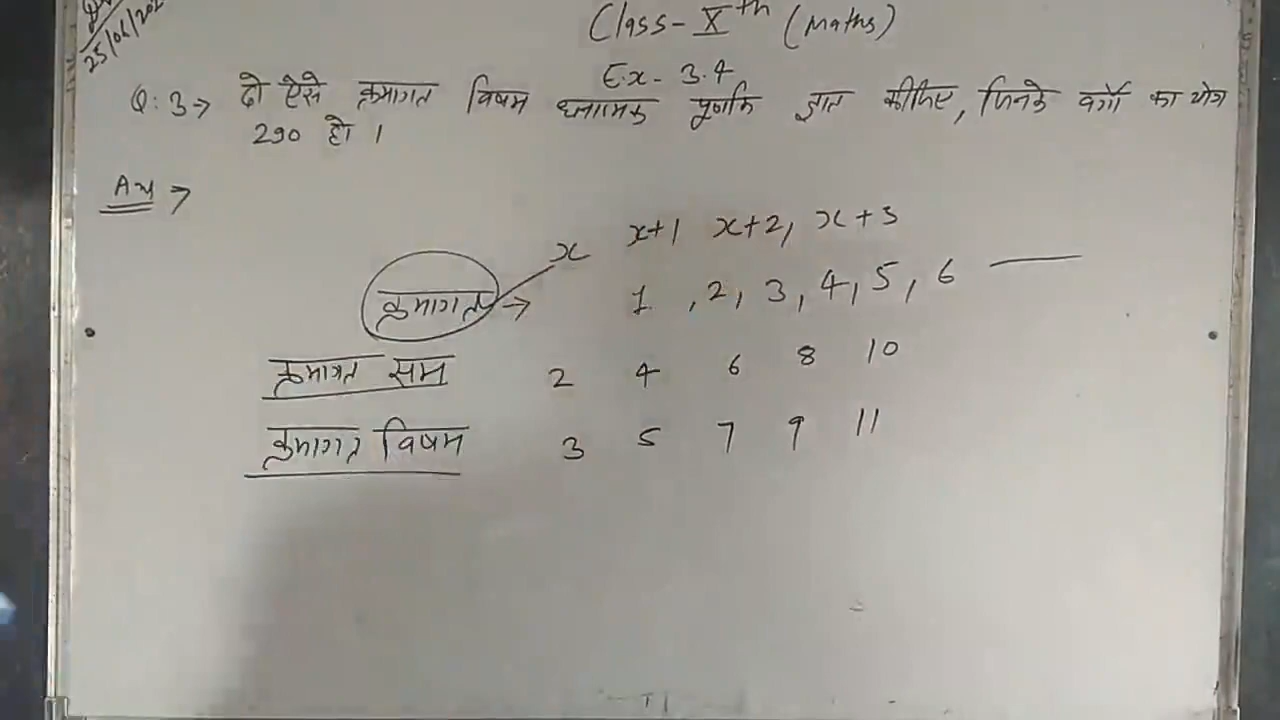 25/06/202
Class-Xth (Maths)
Ex- 3.4
Q:3→ दो ऐसे क्रमागत विषम धनात्मक पूर्णांक ज्ञात कीजिए, जिनके वर्गों का योग
290 हो ।
Ans →
x x+1 x+2, x+3
क्रमागत → 1 ,2, 3, 4, 5, 6
क्रमागत सम 2 4 6 8 10
क्रमागत विषम 3 5 7 9 11